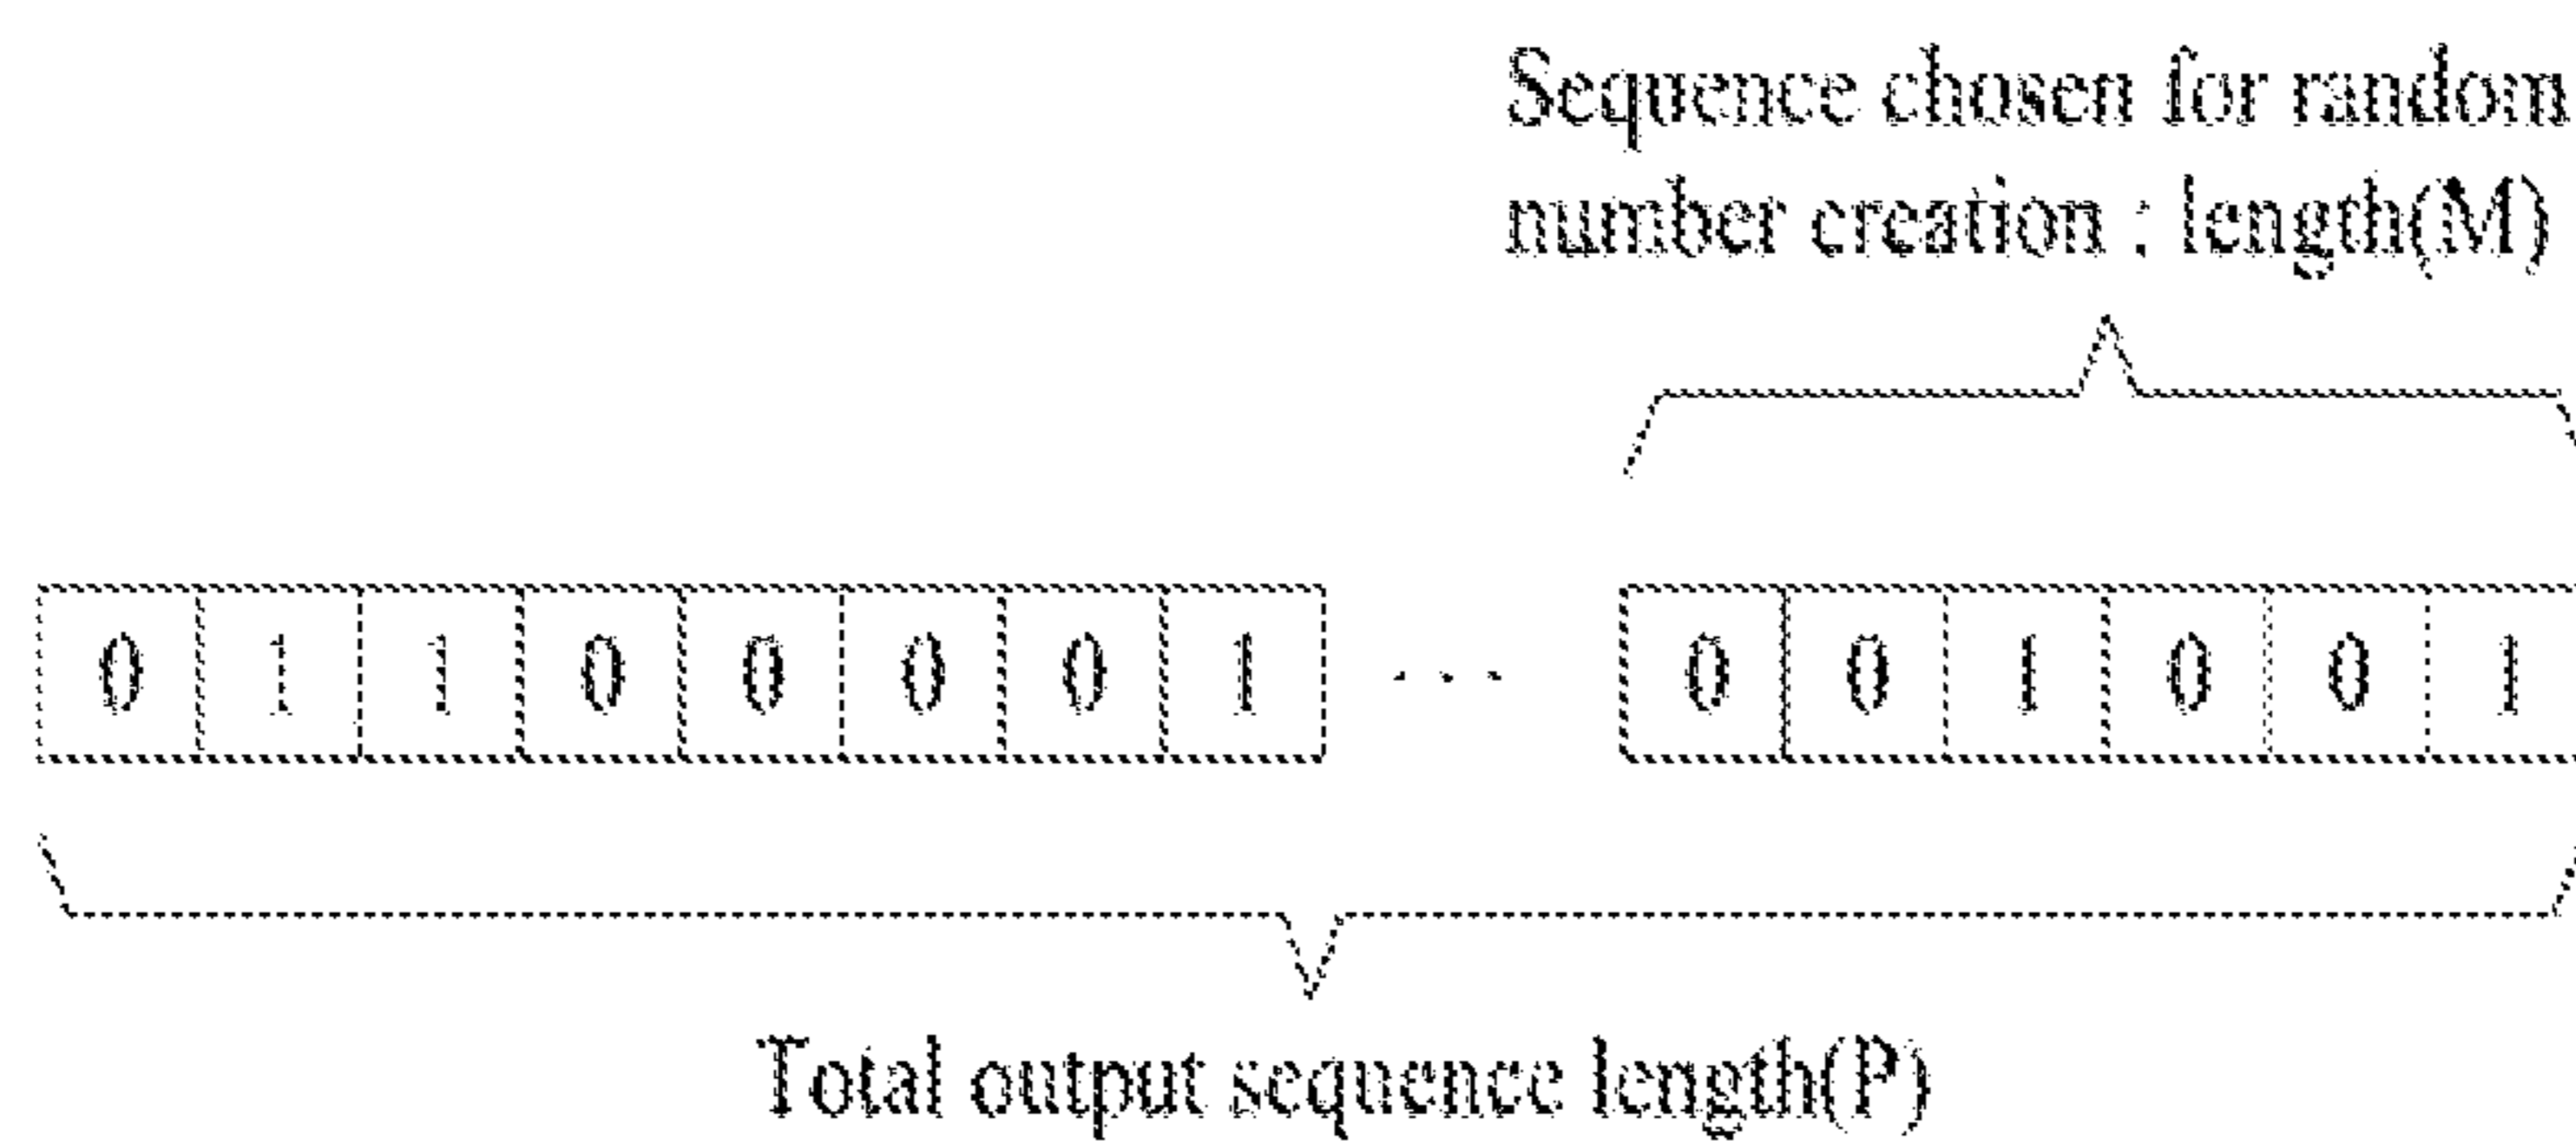 Sequence chosen for random
number creation : length(M)
0 1 1 0 0 0 0 1 · · · 0 0 1 0 0 1
Total output sequence length(P)